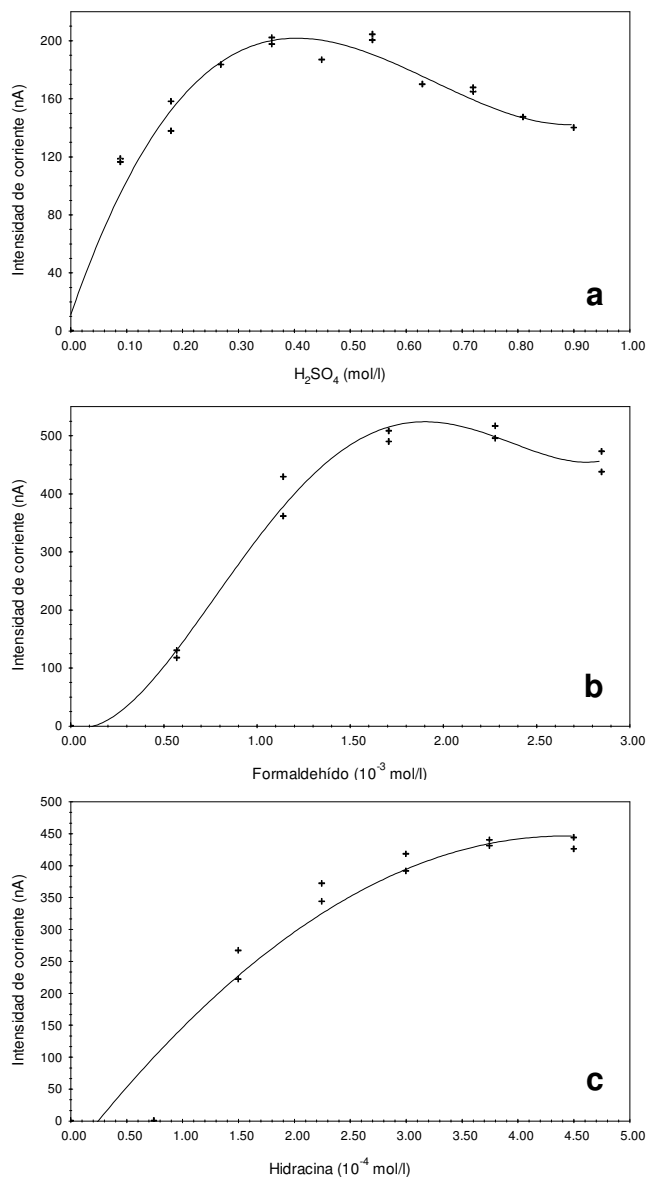 Intensidad de corriente (nA)
200
160
120
80
40
0
0.00 0.10 0.20 0.30 0.40 0.50 0.60 0.70 0.80 0.90 1.00
H₂SO₄ (mol/l)
a
Intensidad de corriente (nA)
500
400
300
200
100
0
0.00 0.50 1.00 1.50 2.00 2.50 3.00
Formaldehído (10⁻³ mol/l)
b
Intensidad de corriente (nA)
500
450
400
350
300
250
200
150
100
50
0
0.00 0.50 1.00 1.50 2.00 2.50 3.00 3.50 4.00 4.50 5.00
Hidracina (10⁻⁴ mol/l)
c